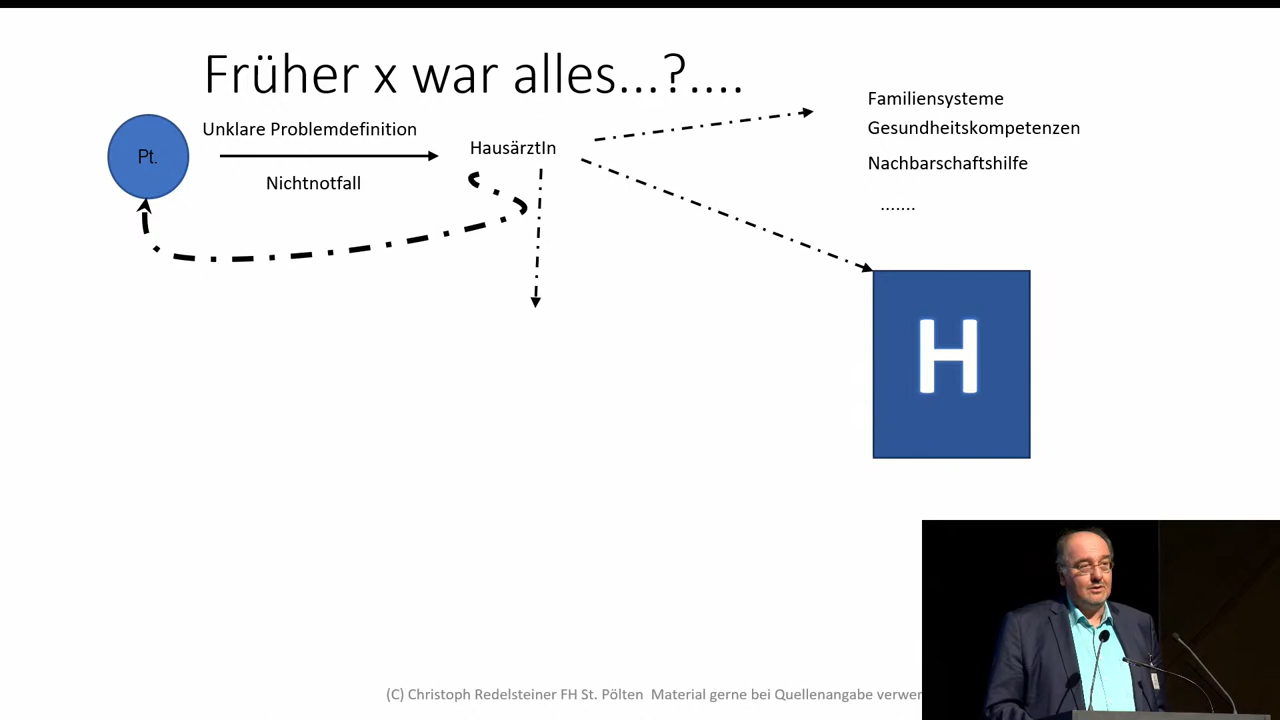 Früher x war alles...?....
Pt.
Unklare Problemdefinition
Nichtnotfall
HausärztIn
Familiensysteme
Gesundheitskompetenzen
Nachbarschaftshilfe
.......
H
(C) Christoph Redelsteiner FH St. Pölten Material gerne bei Quellenangabe